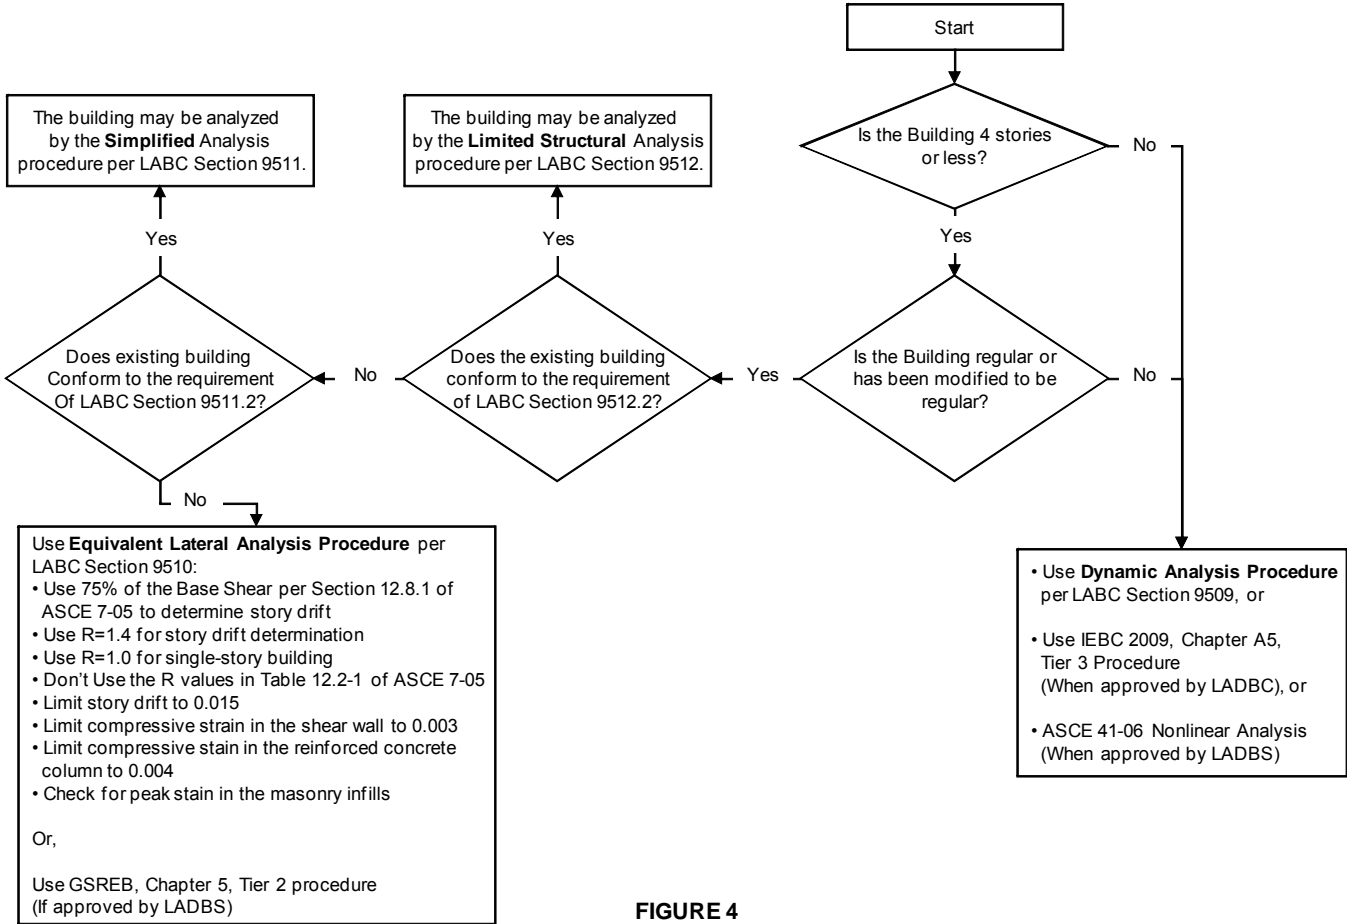 Start
Is the Building 4 stories
or less?
No
Yes
Is the Building regular or
has been modified to be
regular?
No
Yes
The building may be analyzed
by the Limited Structural Analysis
procedure per LABC Section 9512.
Yes
Does the existing building
conform to the requirement
of LABC Section 9512.2?
No
The building may be analyzed
by the Simplified Analysis
procedure per LABC Section 9511.
Yes
Does existing building
Conform to the requirement
Of LABC Section 9511.2?
No
Use Equivalent Lateral Analysis Procedure per
LABC Section 9510:
• Use 75% of the Base Shear per Section 12.8.1 of
ASCE 7-05 to determine story drift
• Use R=1.4 for story drift determination
• Use R=1.0 for single-story building
• Don't Use the R values in Table 12.2-1 of ASCE 7-05
• Limit story drift to 0.015
• Limit compressive strain in the shear wall to 0.003
• Limit compressive stain in the reinforced concrete
column to 0.004
• Check for peak stain in the masonry infills
Or,
Use GSREB, Chapter 5, Tier 2 procedure
(If approved by LADBS)
• Use Dynamic Analysis Procedure
per LABC Section 9509, or
• Use IEBC 2009, Chapter A5,
Tier 3 Procedure
(When approved by LADBC), or
• ASCE 41-06 Nonlinear Analysis
(When approved by LADBS)
FIGURE 4